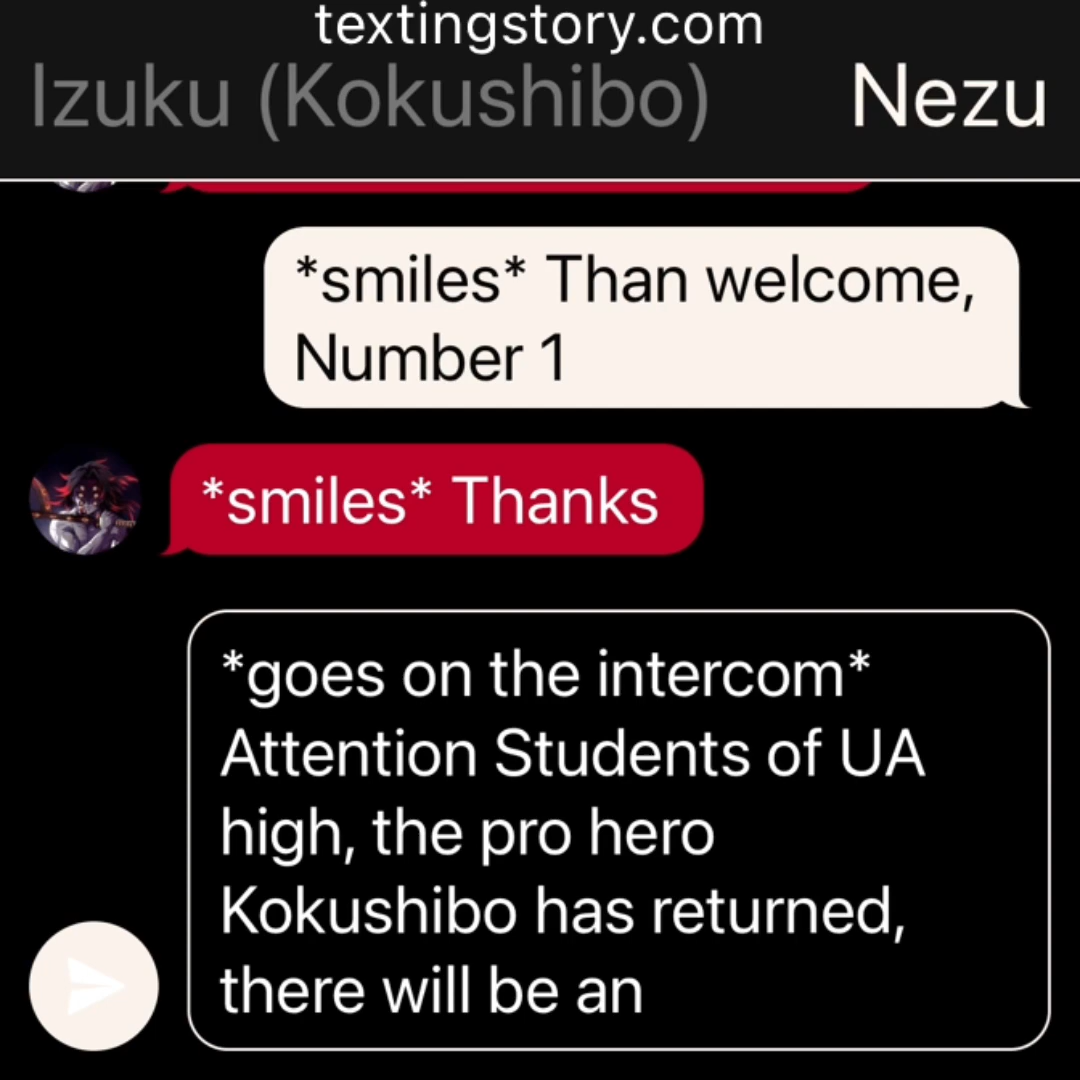 textingstory.com
Izuku (Kokushibo) Nezu
*smiles* Than welcome,
Number 1
*smiles* Thanks
*goes on the intercom*
Attention Students of UA
high, the pro hero
Kokushibo has returned,
there will be an